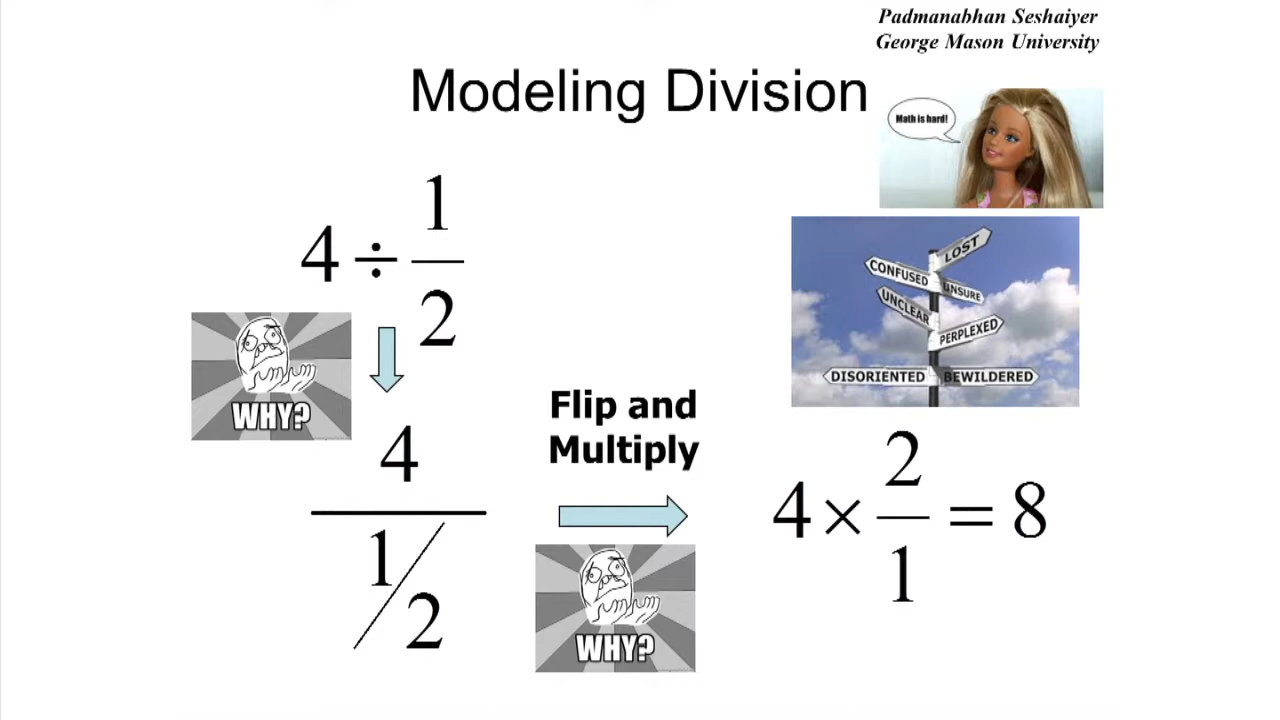 Padmanabhan Seshaiyer
George Mason University
Modeling Division
Math is hard!
4 ÷ 1/2
LOST
CONFUSED
UNSURE
UNCLEAR
PERPLEXED
DISORIENTED BEWILDERED
WHY?
4
1/2
Flip and
Multiply
WHY?
4 × 2/1 = 8